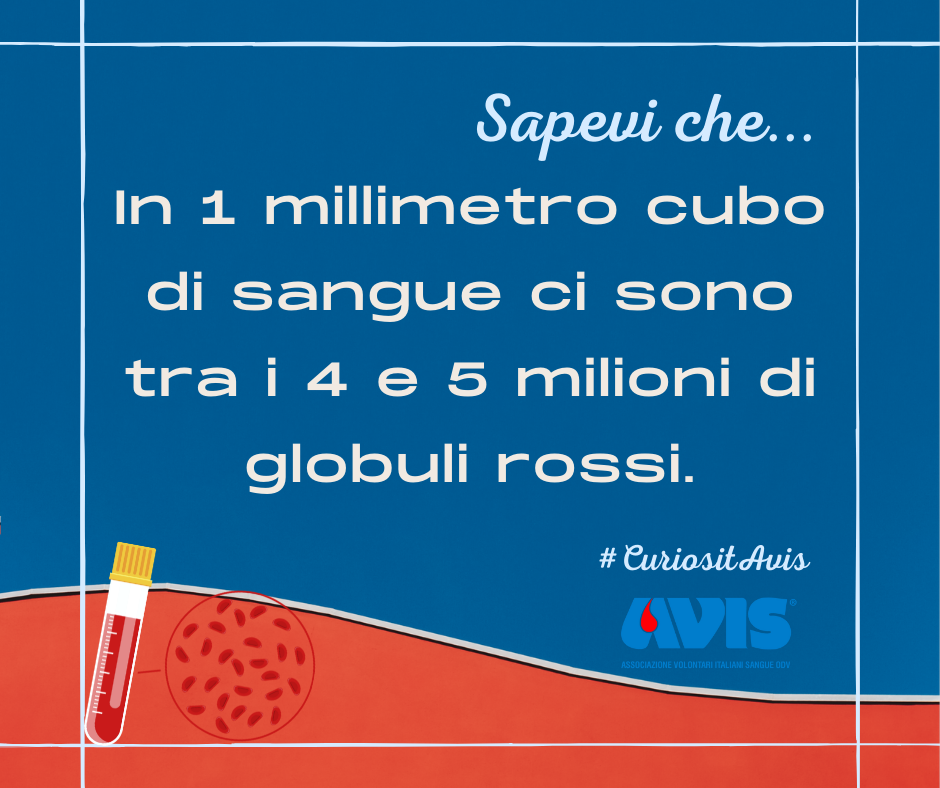 Sapevi che...
In 1 millimetro cubo
di sangue ci sono
tra i 4 e 5 milioni di
globuli rossi.
#CuriositAvis
AVIS®
ASSOCIAZIONE VOLONTARI ITALIANI SANGUE ODV